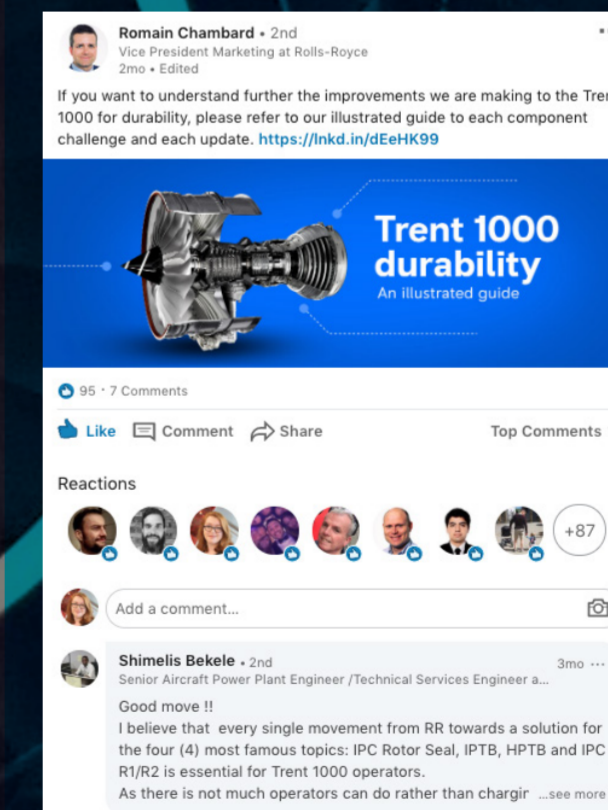 Romain Chambard • 2nd
Vice President Marketing at Rolls-Royce
2mo • Edited
If you want to understand further the improvements we are making to the
1000 for durability, please refer to our illustrated guide to each component
challenge and each update. https://lnkd.in/dEeHK99
Trent 1000
durability
An illustrated guide
95 · 7 Comments
Like Comment Share Top Comments
Reactions
+87
Add a comment...
Shimelis Bekele • 2nd 3mo ...
Senior Aircraft Power Plant Engineer /Technical Services Engineer a...
Good move !!
I believe that every single movement from RR towards a solution for
the four (4) most famous topics: IPC Rotor Seal, IPTB, HPTB and IPC
R1/R2 is essential for Trent 1000 operators.
As there is not much operators can do rather than ...see more